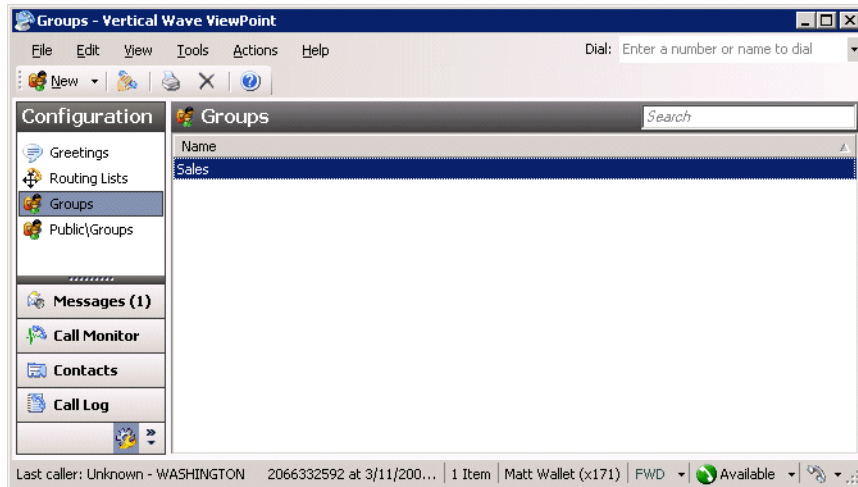 Groups - Vertical Wave ViewPoint
File Edit View Tools Actions Help Dial: Enter a number or name to dial
New
Configuration
Groups
Search
Greetings
Routing Lists
Groups
Public\Groups
Name
Sales
Messages (1)
Call Monitor
Contacts
Call Log
Last caller: Unknown - WASHINGTON 2066332592 at 3/11/200... 1 Item Matt Wallet (x171) FWD Available